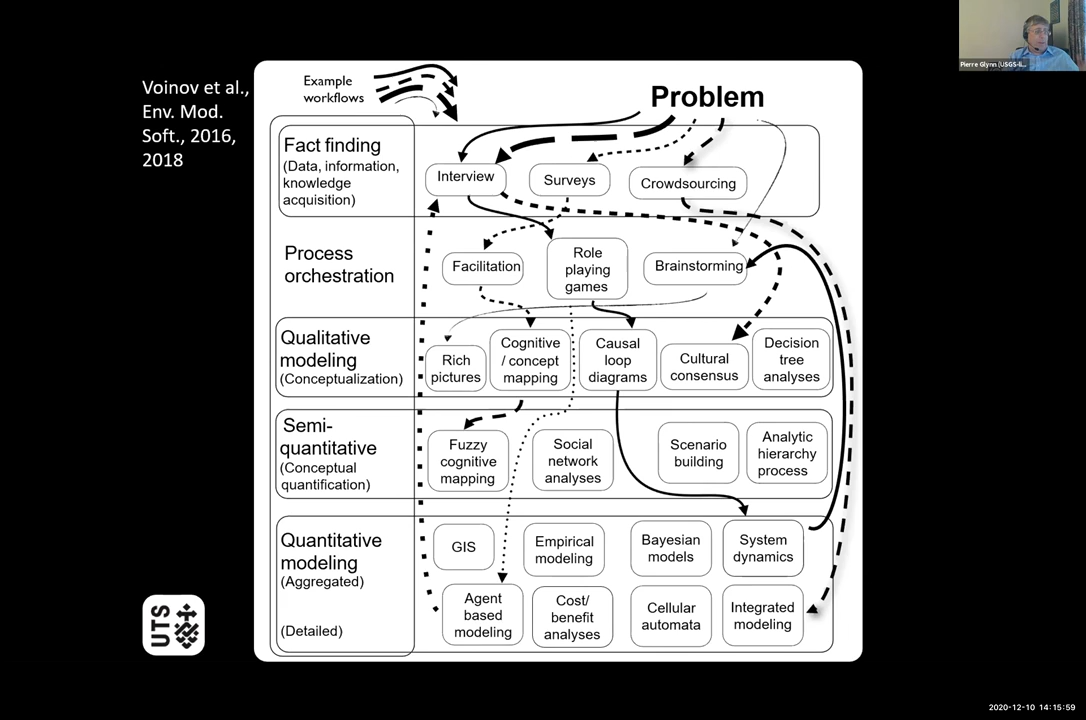 Pierre Glynn (USGS-II...
Voinov et al.,
Env. Mod.
Soft., 2016,
2018
Example
workflows
Problem
Fact finding
(Data, information,
knowledge
acquisition)
Interview
Surveys
Crowdsourcing
Process
orchestration
Facilitation
Role
playing
games
Brainstorming
Qualitative
modeling
(Conceptualization)
Rich
pictures
Cognitive
/ concept
mapping
Causal
loop
diagrams
Cultural
consensus
Decision
tree
analyses
Semi-
quantitative
(Conceptual
quantification)
Fuzzy
cognitive
mapping
Social
network
analyses
Scenario
building
Analytic
hierarchy
process
Quantitative
modeling
(Aggregated)
(Detailed)
GIS
Empirical
modeling
Bayesian
models
System
dynamics
Agent
based
modeling
Cost/
benefit
analyses
Cellular
automata
Integrated
modeling
UTS
2020-12-10 14:15:59